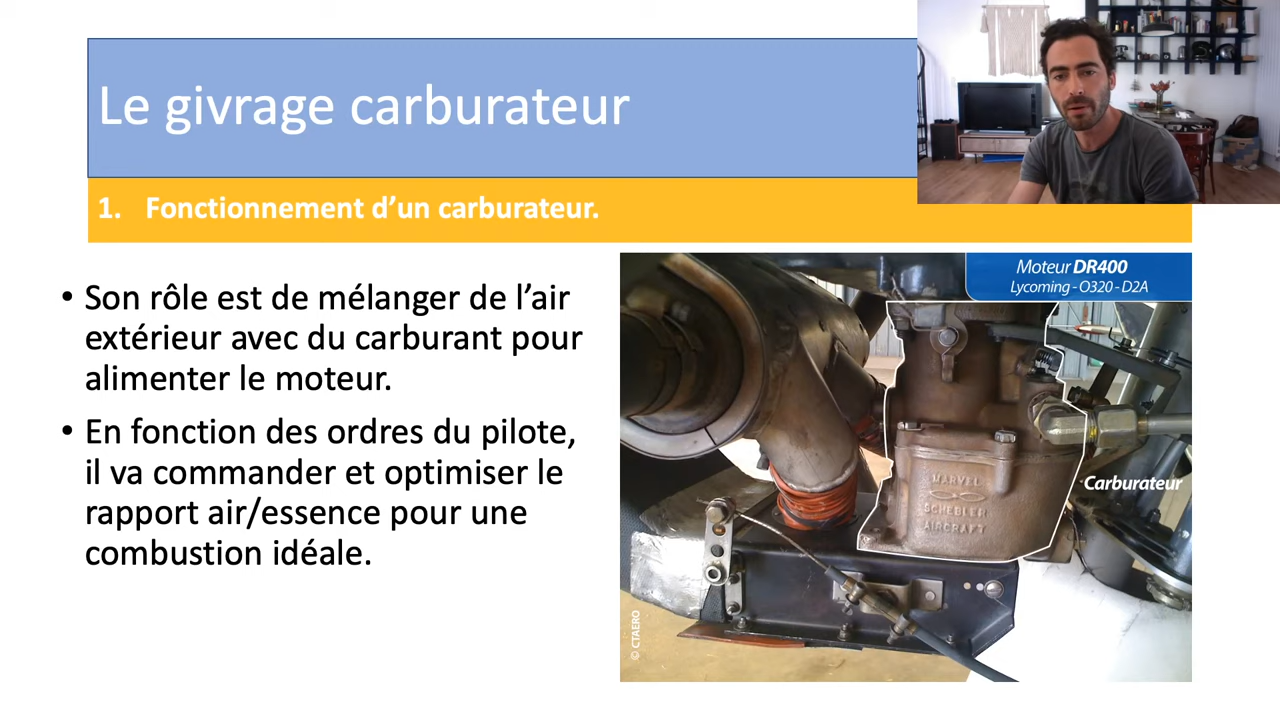 Le givrage carburateur
1. Fonctionnement d’un carburateur.
• Son rôle est de mélanger de l’air
extérieur avec du carburant pour
alimenter le moteur.
• En fonction des ordres du pilote,
il va commander et optimiser le
rapport air/essence pour une
combustion idéale.
Moteur DR400
Lycoming - O320 - D2A
Carburateur
MARVEL
SCHEBLER
AIRCRAFT
© CTAERO